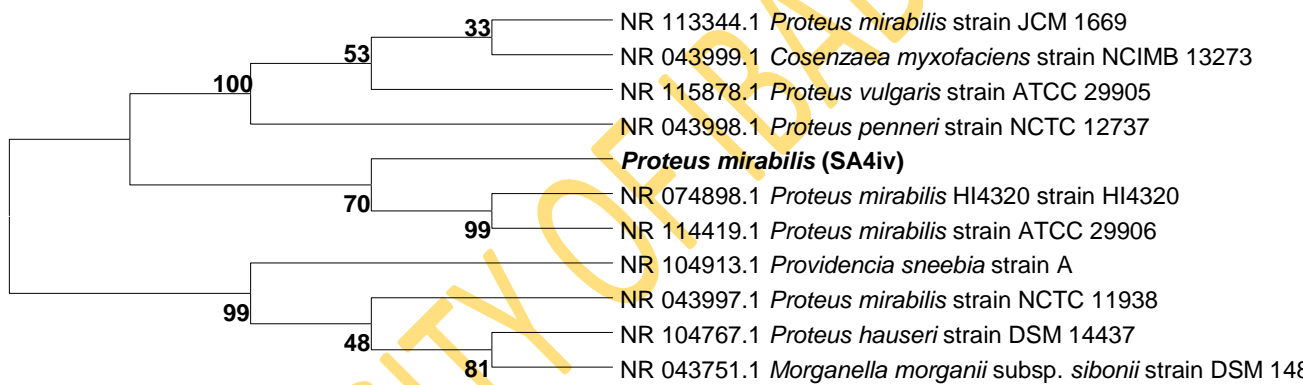 NR 113344.1 Proteus mirabilis strain JCM 1669
33
NR 043999.1 Cosenzaea myxofaciens strain NCIMB 13273
53
NR 115878.1 Proteus vulgaris strain ATCC 29905
100
NR 043998.1 Proteus penneri strain NCTC 12737
Proteus mirabilis (SA4iv)
NR 074898.1 Proteus mirabilis HI4320 strain HI4320
70
NR 114419.1 Proteus mirabilis strain ATCC 29906
99
NR 104913.1 Providencia sneebia strain A
NR 043997.1 Proteus mirabilis strain NCTC 11938
99
NR 104767.1 Proteus hauseri strain DSM 14437
48
NR 043751.1 Morganella morganii subsp. sibonii strain DSM 148
81
SITY OF IBAD